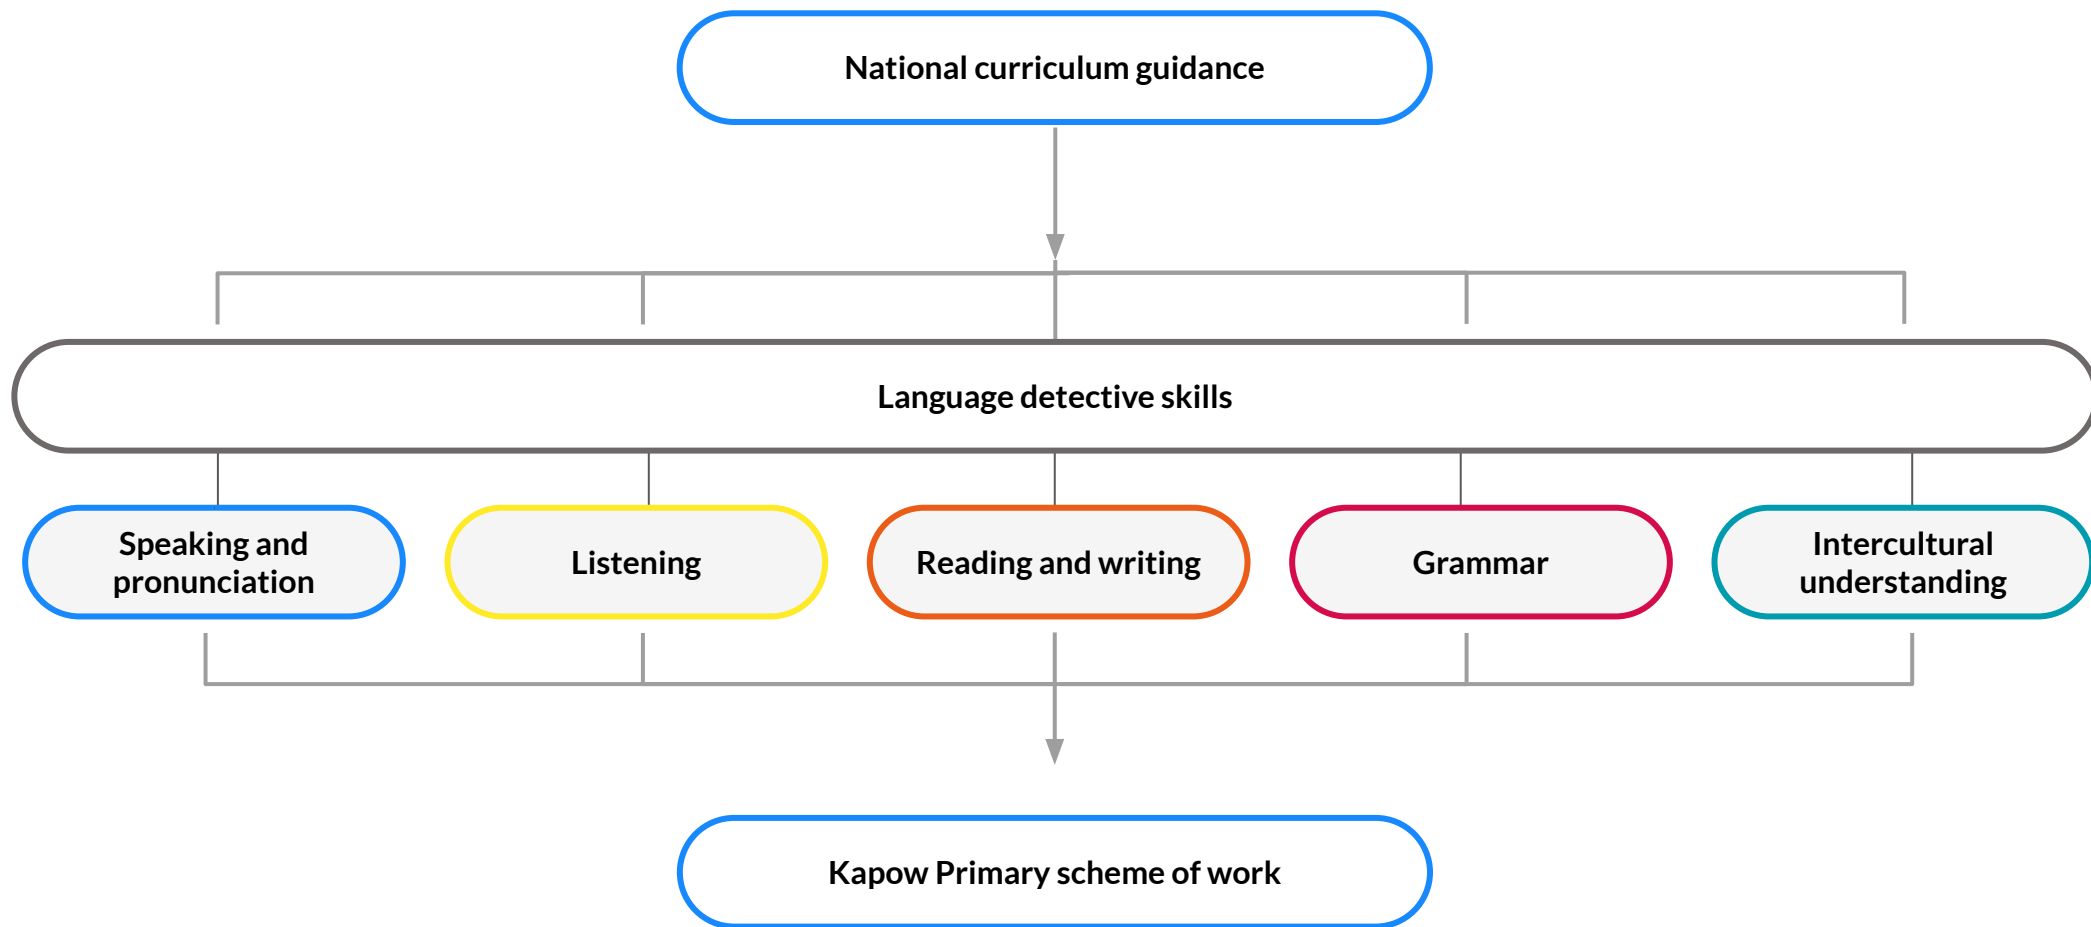 National curriculum guidance
Language detective skills
Speaking and
pronunciation
Listening
Reading and writing
Grammar
Intercultural
understanding
Kapow Primary scheme of work